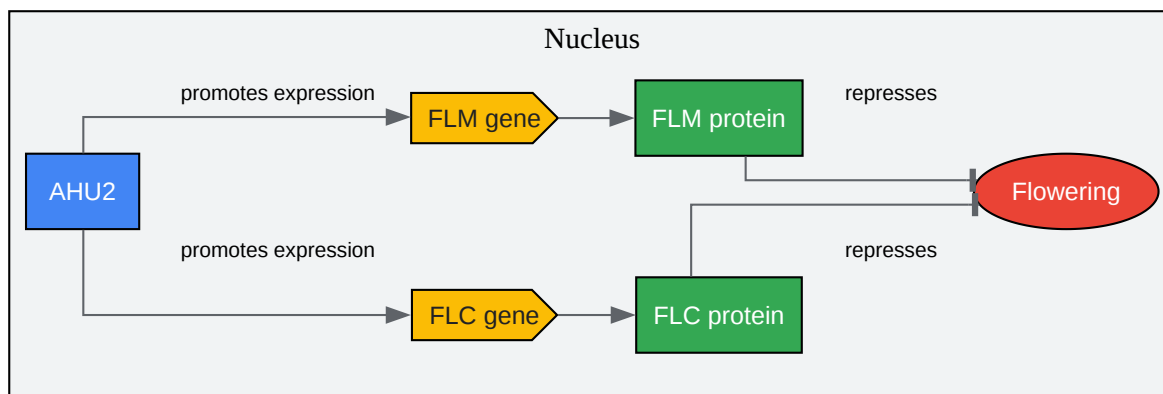 Nucleus
promotes expression
FLM gene
FLM protein
represses
AHU2
Flowering
promotes expression
represses
FLC gene
FLC protein